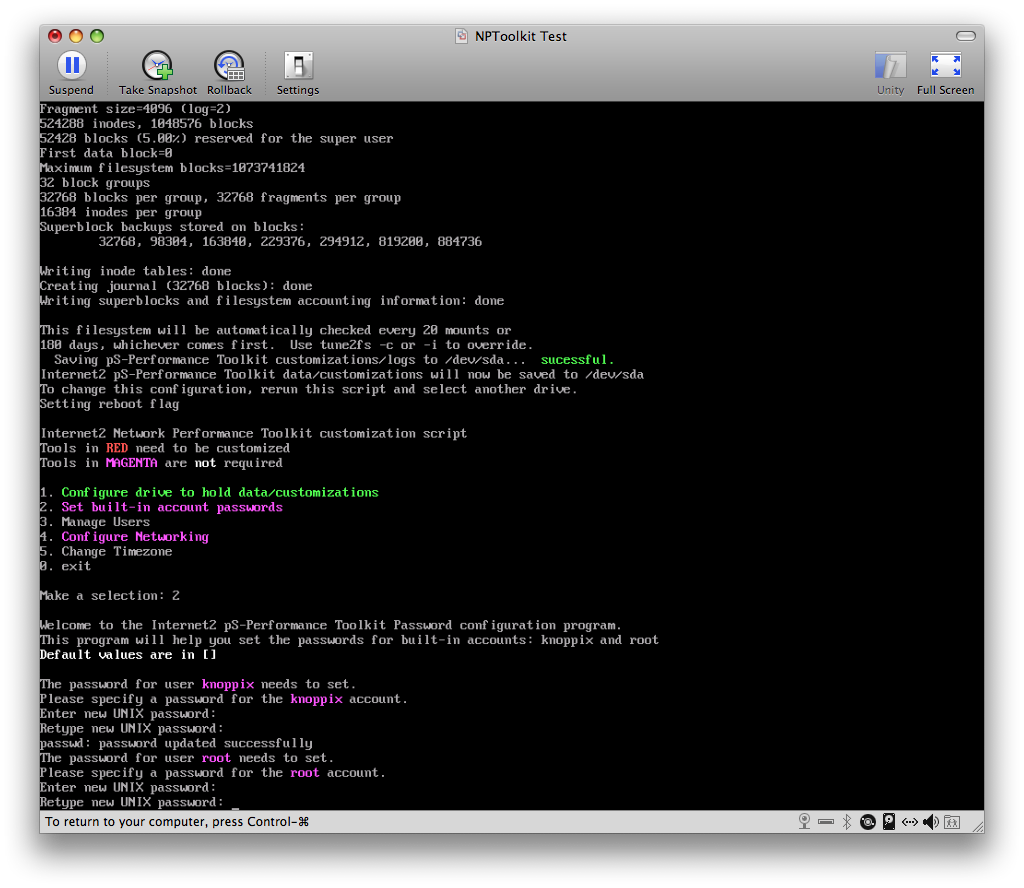 NPToolkit Test
Suspend Take Snapshot Rollback Settings Unity Full Screen
Fragment size=4096 (log=2)
524288 inodes, 1048576 blocks
52428 blocks (5.00%) reserved for the super user
First data block=0
Maximum filesystem blocks=1073741824
32 block groups
32768 blocks per group, 32768 fragments per group
16384 inodes per group
Superblock backups stored on blocks:
32768, 98304, 163840, 229376, 294912, 819200, 884736
Writing inode tables: done
Creating journal (32768 blocks): done
Writing superblocks and filesystem accounting information: done
This filesystem will be automatically checked every 20 mounts or
180 days, whichever comes first.  Use tune2fs -c or -i to override.
Saving pS-Performance Toolkit customizations/logs to /dev/sda...  sucessful.
Internet2 pS-Performance Toolkit data/customizations will now be saved to /dev/sda
To change this configuration, rerun this script and select another drive.
Setting reboot flag
Internet2 Network Performance Toolkit customization script
Tools in RED need to be customized
Tools in MAGENTA are not required
1. Configure drive to hold data/customizations
2. Set built-in account passwords
3. Manage Users
4. Configure Networking
5. Change Timezone
0. exit
Make a selection: 2
Welcome to the Internet2 pS-Performance Toolkit Password configuration program.
This program will help you set the passwords for built-in accounts: knoppix and root
Default values are in []
The password for user knoppix needs to set.
Please specify a password for the knoppix account.
Enter new UNIX password:
Retype new UNIX password:
passwd: password updated successfully
The password for user root needs to set.
Please specify a password for the root account.
Enter new UNIX password:
Retype new UNIX password: _
To return to your computer, press Control-⌘